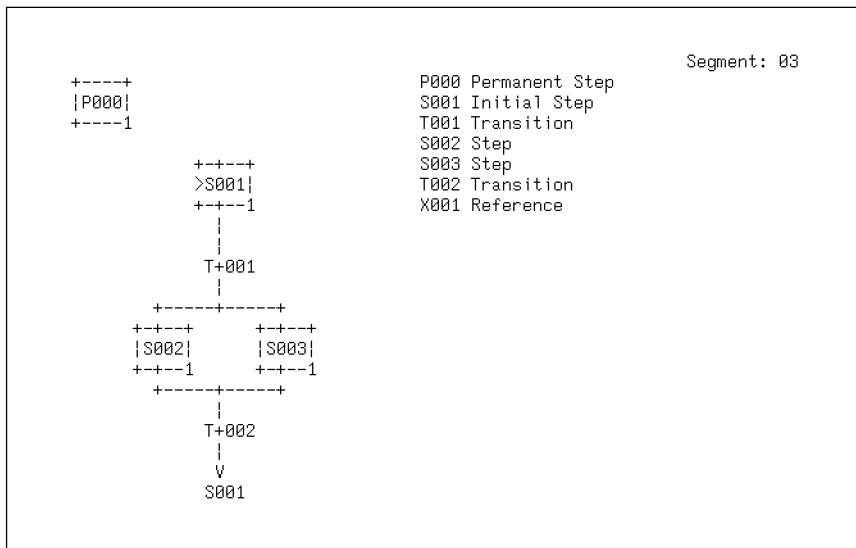 Segment: 03
+----+ P000 Permanent Step
¦P000¦ S001 Initial Step
+----1 T001 Transition
S002 Step
+-+--+ S003 Step
>S001¦ T002 Transition
+-+--1 X001 Reference
¦
¦
T+001
¦
+-----+-----+
+-+--+ +-+--+
¦S002¦ ¦S003¦
+-+--1 +-+--1
+-----+-----+
¦
T+002
¦
V
S001